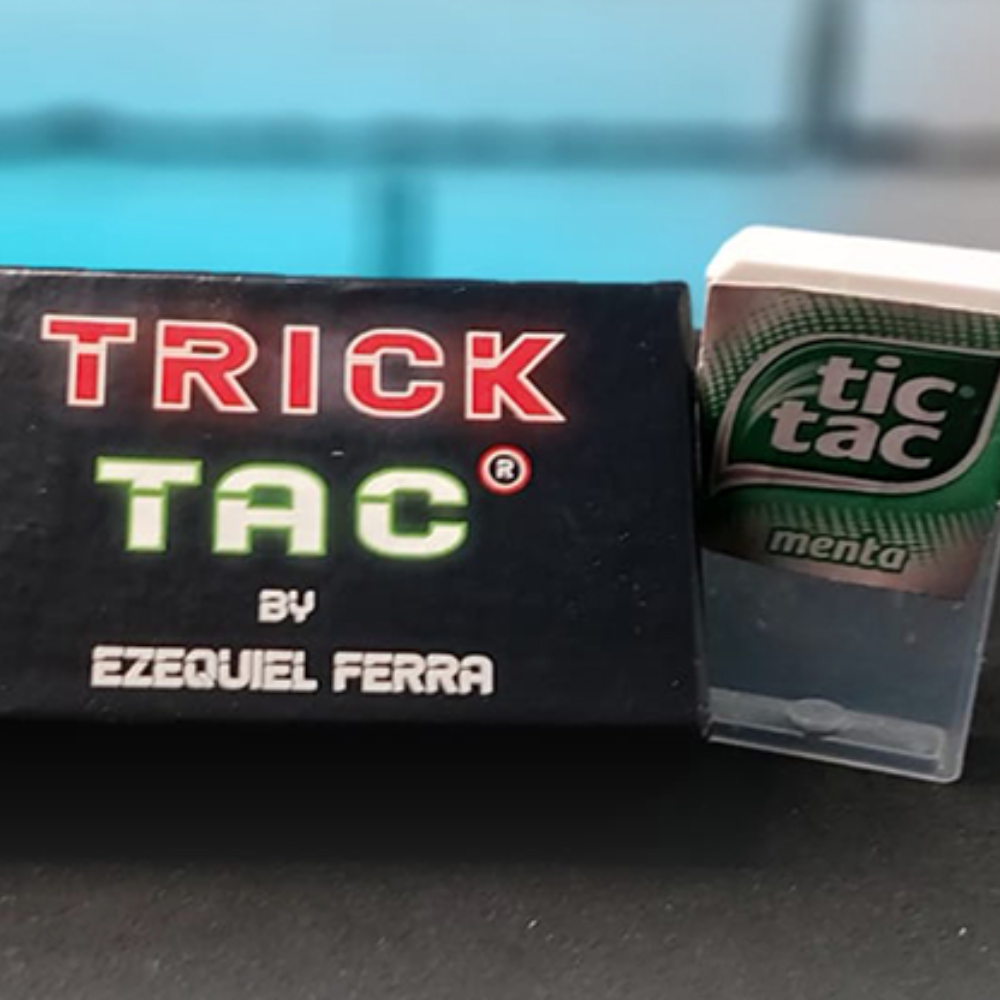 TRICK
TAC®
BY
EZEQUIEL FERRA
tic
tac
menta